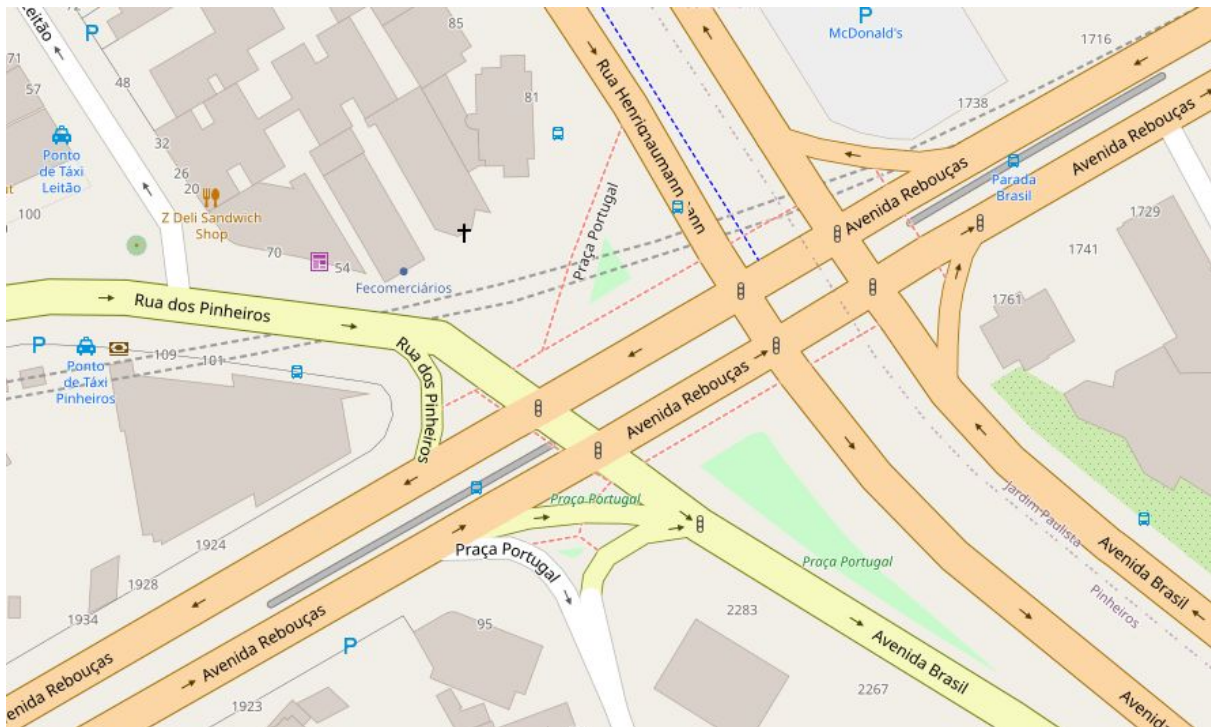 Leitão
P
71
57
48
85
81
P
McDonald's
1716
1738
Rua Henri
aumann
Ponto
de Táxi
Leitão
32
26
20
Z Deli Sandwich
Shop
100
70
54
Fecomerciários
Praça Portugal
Avenida Rebouças
Avenida Rebouças
Parada
Brasil
1729
1741
1761
Rua dos Pinheiros
P
Ponto
de Táxi
Pinheiros
109
101
Rua dos Pinheiros
Avenida Rebouças
Praça Portugal
Praça Portugal
Praça Portugal
Jardim Paulista
Pinheiros
Avenida Brasil
1924
1928
1934
Avenida Rebouças
enida Rebouças
95
P
1923
2283
2267
Avenida Brasil
Avenida